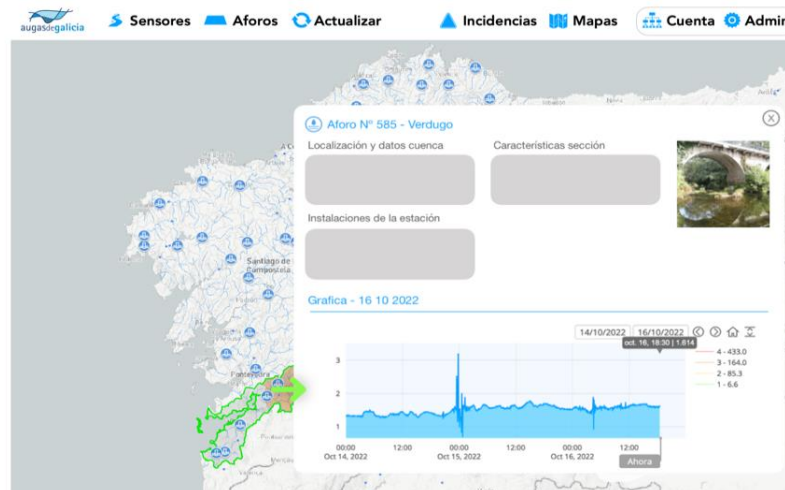 augasdegalicia
Sensores
Aforos
Actualizar
Incidencias
Mapas
Cuenta
Admin
Aforo Nº 585 - Verdugo
X
Localización y datos cuenca
Características sección
Instalaciones de la estación
Grafica - 16 10 2022
14/10/2022
16/10/2022
oct. 16, 18:30 | 1.614
4 - 433.0
3 - 164.0
2 - 85.3
1 - 6.6
3
2
1
00:00
12:00
00:00
12:00
00:00
12:00
Oct 14, 2022
Oct 15, 2022
Oct 16, 2022
Ahora
Santiago de
Compostela
Pontevedra